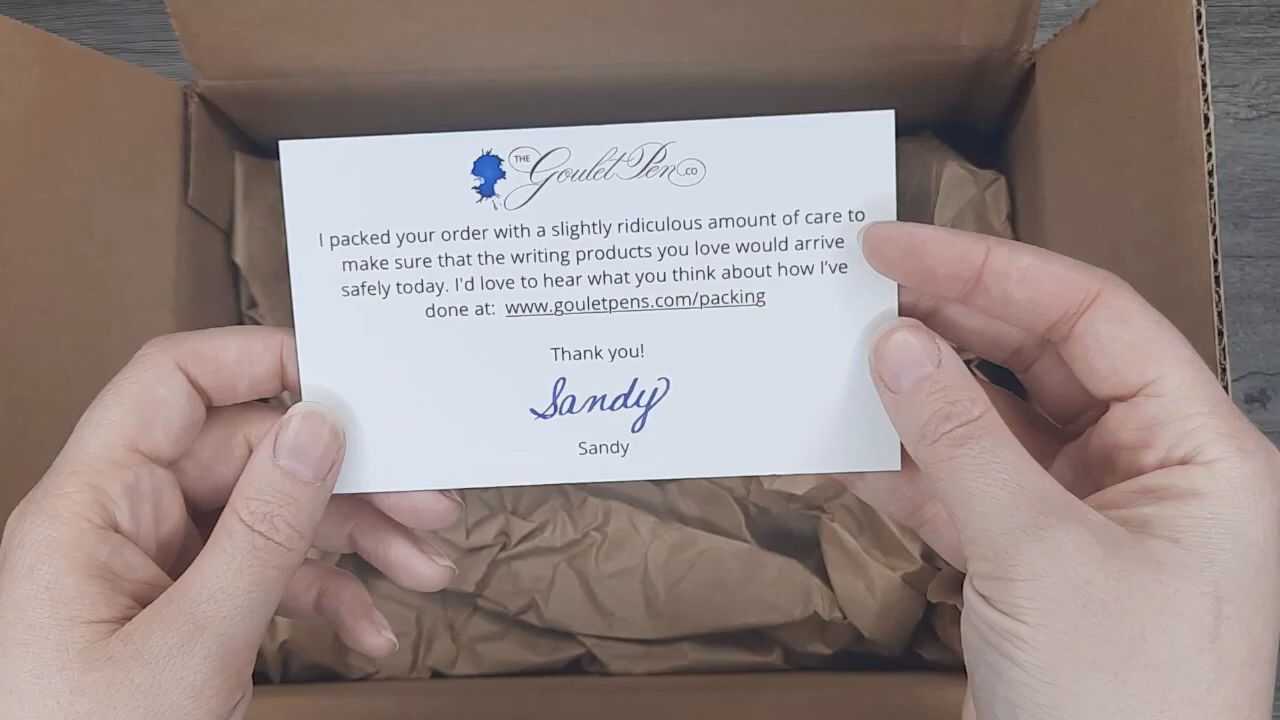 THE Goulet Pen CO
I packed your order with a slightly ridiculous amount of care to
make sure that the writing products you love would arrive
safely today. I'd love to hear what you think about how I've
done at: www.gouletpens.com/packing
Thank you!
Sandy
Sandy